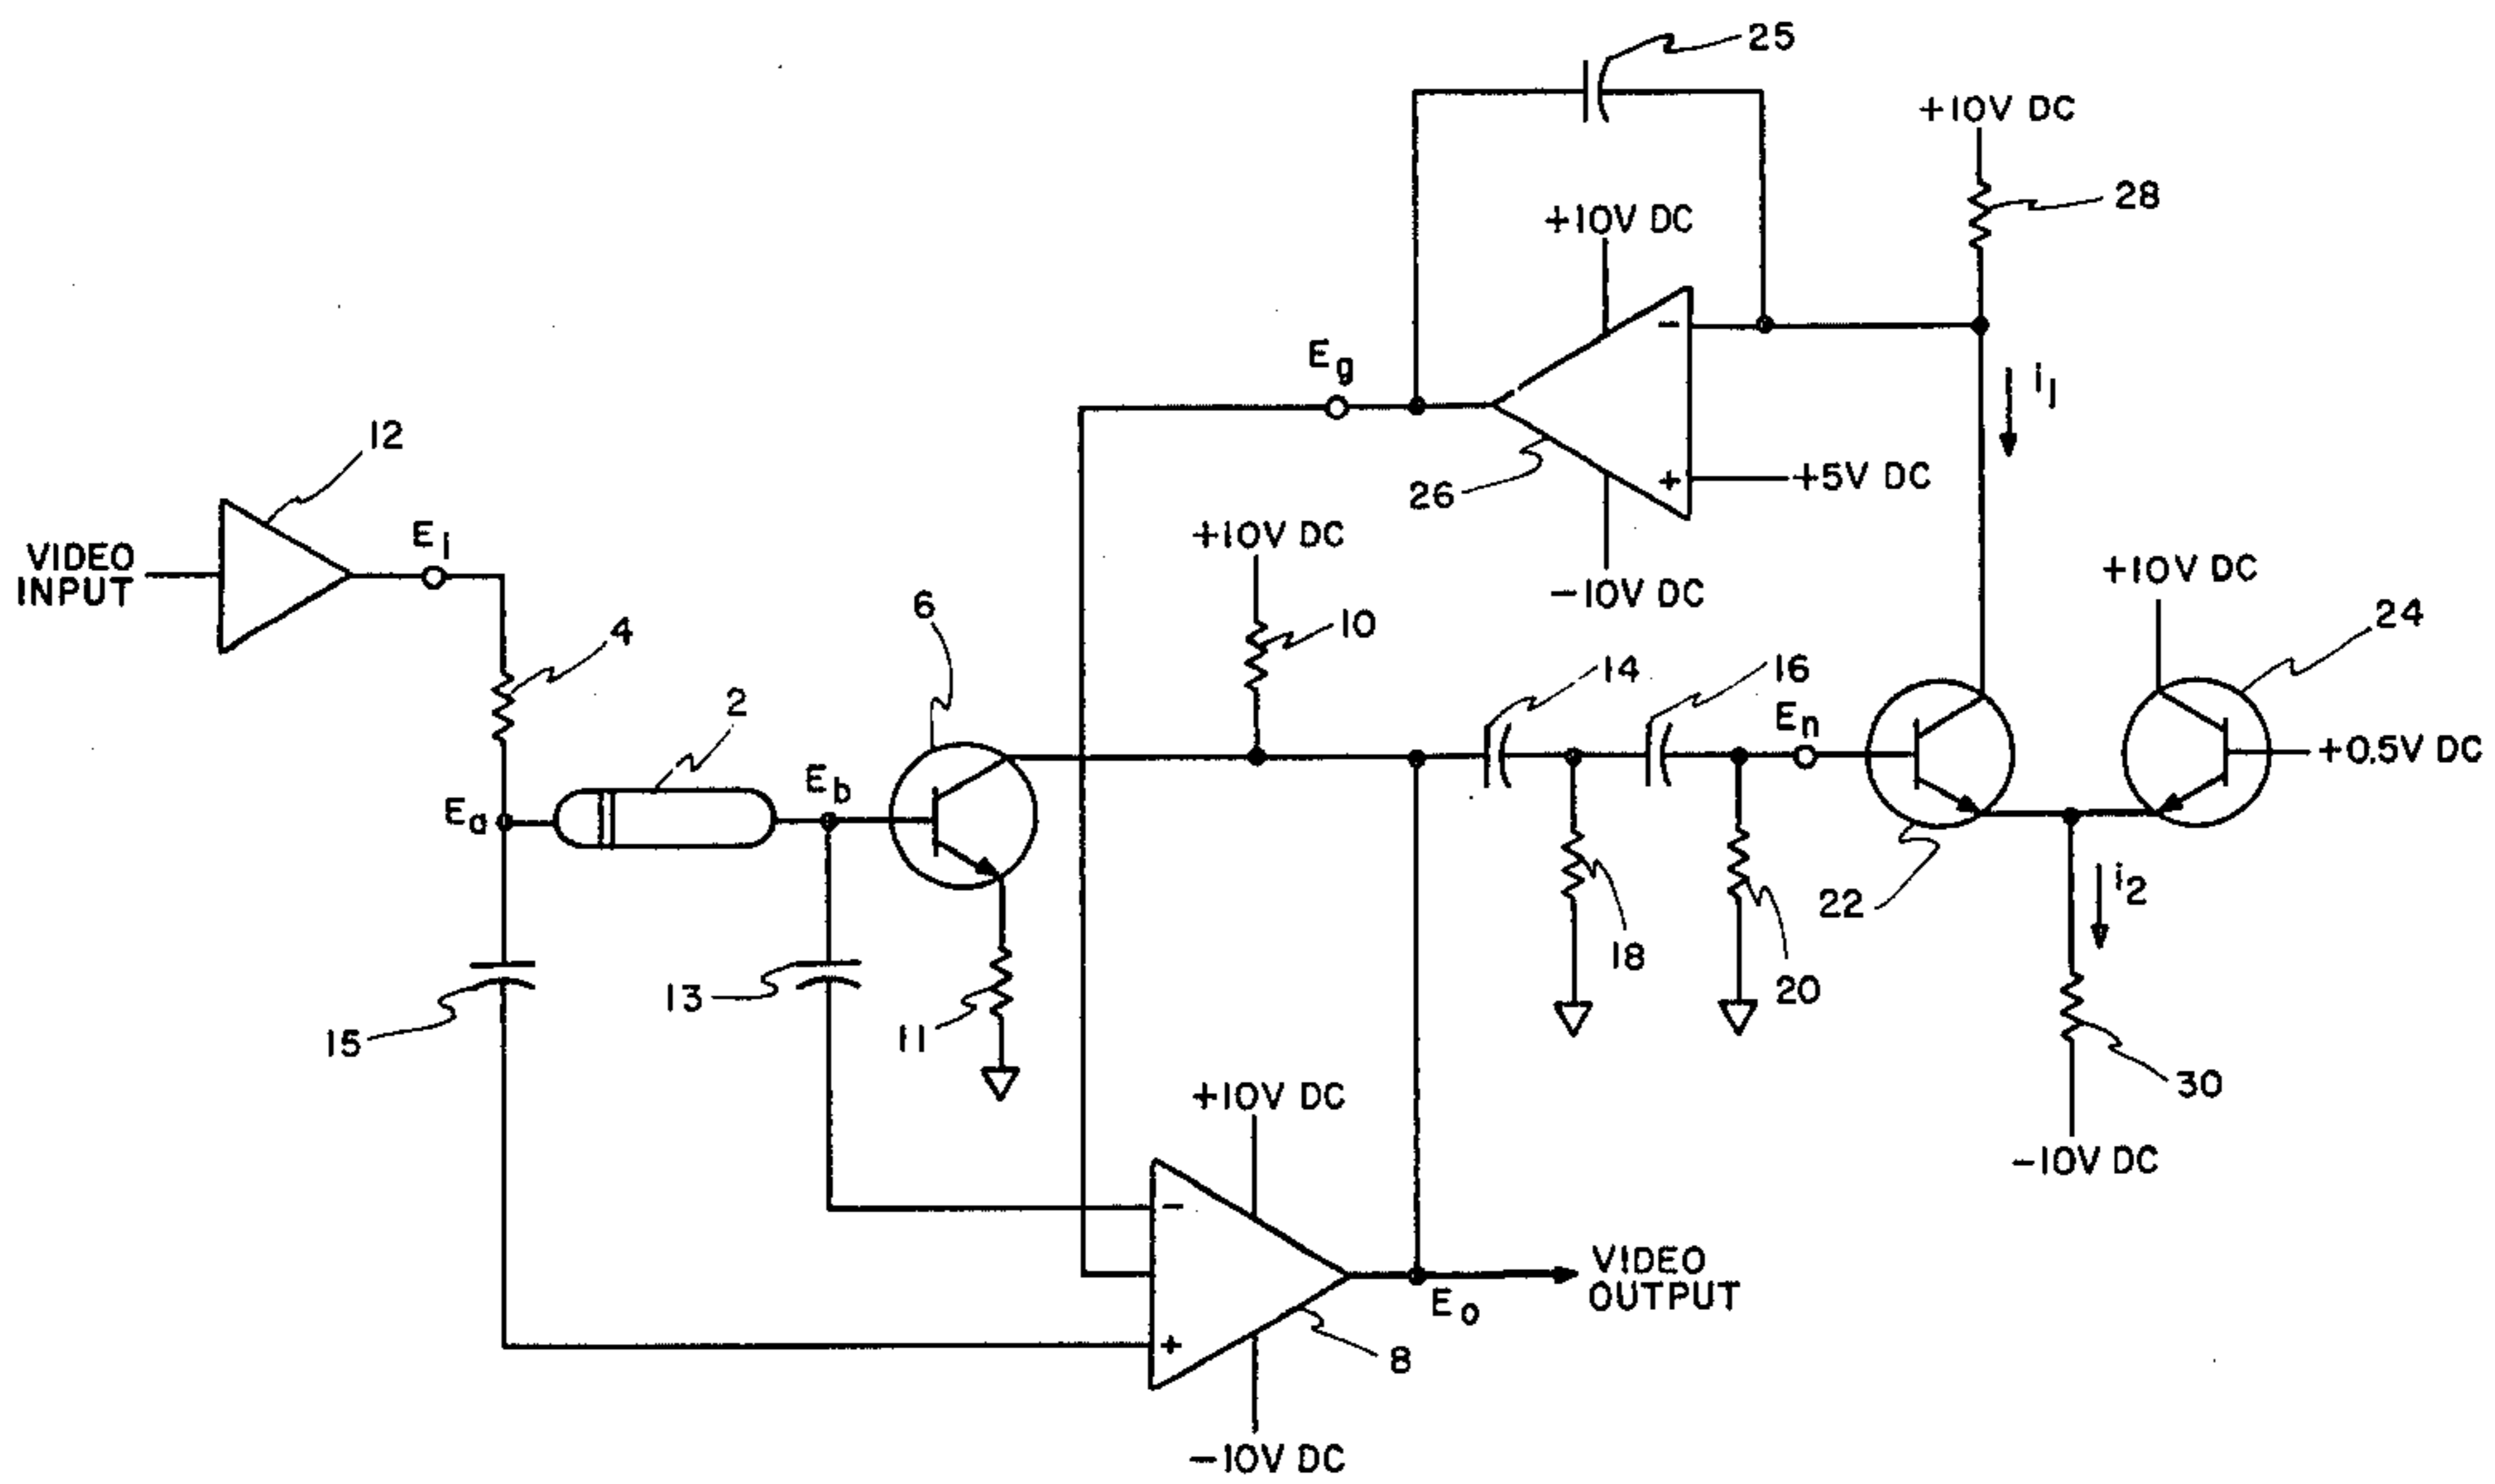 25
+10V DC
28
+10V DC
Eg
i1
12
-
+
+5V DC
26
Ei
+10V DC
VIDEO
INPUT
-10V DC
+10V DC
6
10
24
4
14
16
2
En
+0.5V DC
Eb
Ea
i2
22
18
20
13
15
11
30
+10V DC
-10V DC
-
VIDEO
OUTPUT
Eo
+
8
-10V DC